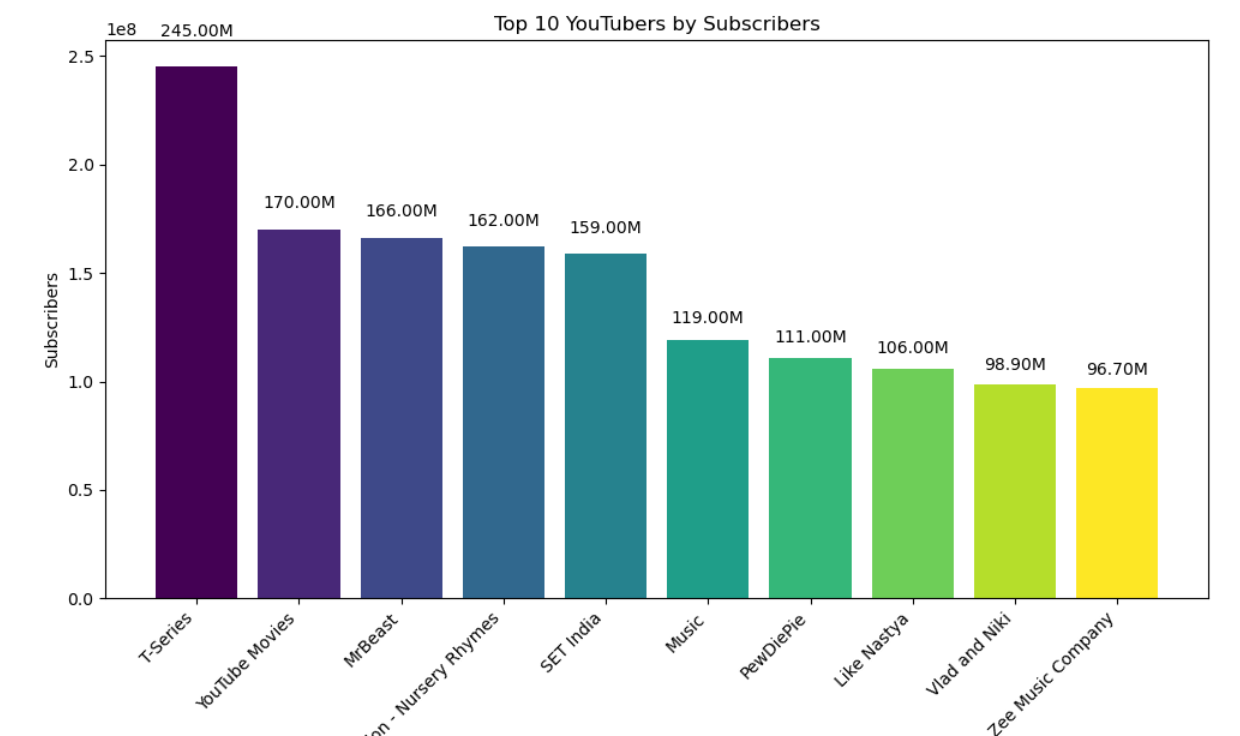 Top 10 YouTubers by Subscribers
1e8
245.00M
170.00M
166.00M
162.00M
159.00M
119.00M
111.00M
106.00M
98.90M
96.70M
2.5
2.0
1.5
1.0
0.5
0.0
Subscribers
T-Series
YouTube Movies
MrBeast
- Nursery Rhymes
SET India
Music
PewDiePie
Like Nastya
Vlad and Niki
Zee Music Company